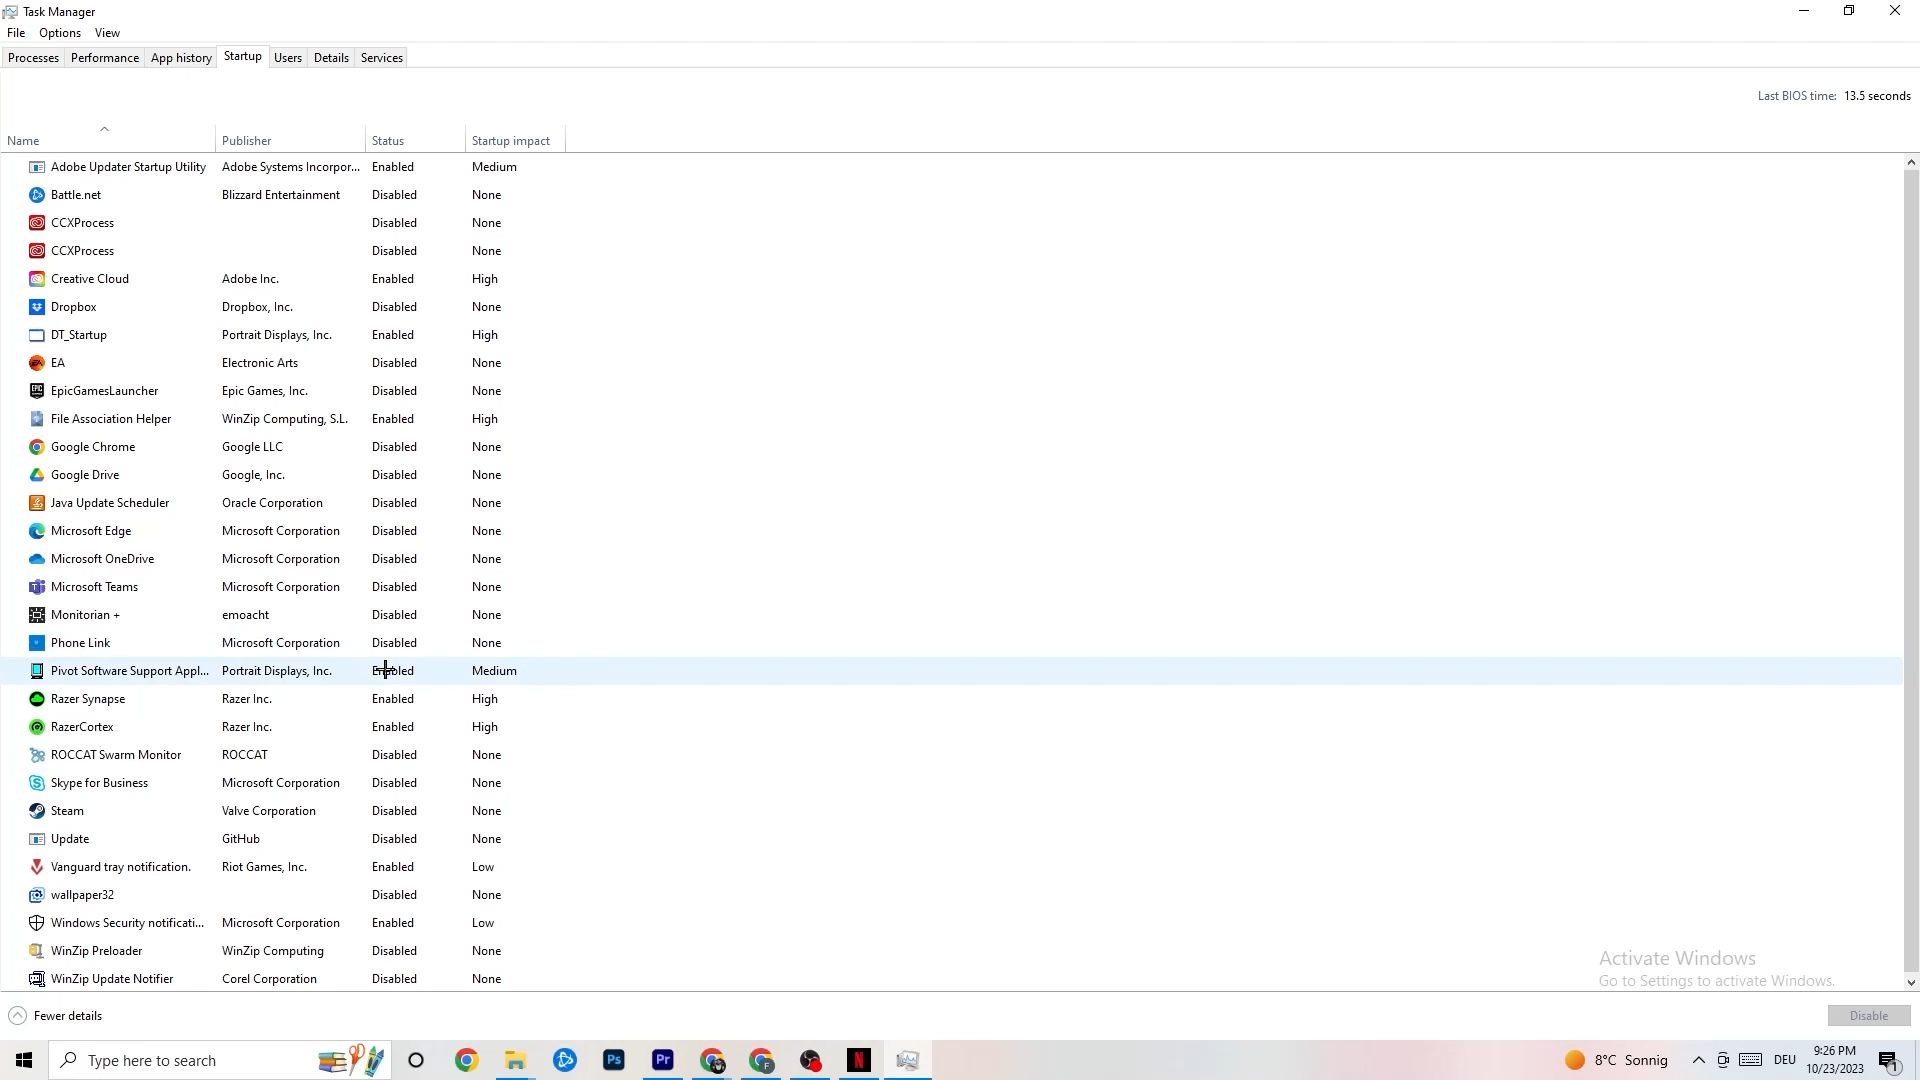 Task Manager
File Options View
Processes Performance App history Startup Users Details Services
Last BIOS time: 13.5 seconds
Name Publisher Status Startup impact
Adobe Updater Startup Utility Adobe Systems Incorpor... Enabled Medium
Battle.net Blizzard Entertainment Disabled None
CCXProcess Disabled None
CCXProcess Disabled None
Creative Cloud Adobe Inc. Enabled High
Dropbox Dropbox, Inc. Disabled None
DT_Startup Portrait Displays, Inc. Enabled High
EA Electronic Arts Disabled None
EpicGamesLauncher Epic Games, Inc. Disabled None
File Association Helper WinZip Computing, S.L. Enabled High
Google Chrome Google LLC Disabled None
Google Drive Google, Inc. Disabled None
Java Update Scheduler Oracle Corporation Disabled None
Microsoft Edge Microsoft Corporation Disabled None
Microsoft OneDrive Microsoft Corporation Disabled None
Microsoft Teams Microsoft Corporation Disabled None
Monitorian + emoacht Disabled None
Phone Link Microsoft Corporation Disabled None
Pivot Software Support Appl... Portrait Displays, Inc. Enabled Medium
Razer Synapse Razer Inc. Enabled High
RazerCortex Razer Inc. Enabled High
ROCCAT Swarm Monitor ROCCAT Disabled None
Skype for Business Microsoft Corporation Disabled None
Steam Valve Corporation Disabled None
Update GitHub Disabled None
Vanguard tray notification. Riot Games, Inc. Enabled Low
wallpaper32 Disabled None
Windows Security notificati... Microsoft Corporation Enabled Low
WinZip Preloader WinZip Computing Disabled None
WinZip Update Notifier Corel Corporation Disabled None
Activate Windows
Go to Settings to activate Windows.
Fewer details Disable
Type here to search Ps Pr F N 8°C Sonnig DEU 9:26 PM
10/23/2023 1